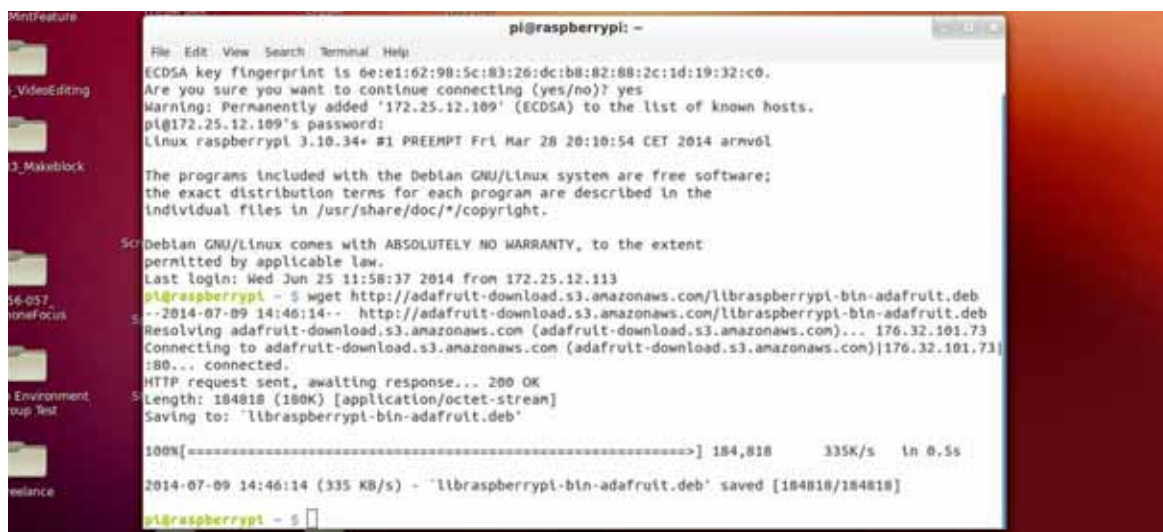 MintFeature
_VideoEditing
3_Makeblock
56-057_
Environment
oup Test
eelance
pi@raspberrypi: ~
File Edit View Search Terminal Help
ECDSA key fingerprint is 6e:e1:62:98:5c:83:26:dc:b8:82:88:2c:1d:19:32:c0.
Are you sure you want to continue connecting (yes/no)? yes
Warning: Permanently added '172.25.12.109' (ECDSA) to the list of known hosts.
pi@172.25.12.109's password:
Linux raspberrypi 3.10.34+ #1 PREEMPT Fri Mar 28 20:10:54 CET 2014 armv6l
The programs included with the Debian GNU/Linux system are free software;
the exact distribution terms for each program are described in the
individual files in /usr/share/doc/*/copyright.
Debian GNU/Linux comes with ABSOLUTELY NO WARRANTY, to the extent
permitted by applicable law.
Last login: Wed Jun 25 11:58:37 2014 from 172.25.12.113
pi@raspberrypi ~ $ wget http://adafruit-download.s3.amazonaws.com/libraspberrypi-bin-adafruit.deb
--2014-07-09 14:46:14-- http://adafruit-download.s3.amazonaws.com/libraspberrypi-bin-adafruit.deb
Resolving adafruit-download.s3.amazonaws.com (adafruit-download.s3.amazonaws.com)... 176.32.101.73
Connecting to adafruit-download.s3.amazonaws.com (adafruit-download.s3.amazonaws.com)|176.32.101.73|
:80... connected.
HTTP request sent, awaiting response... 200 OK
Length: 184818 (180K) [application/octet-stream]
Saving to: `libraspberrypi-bin-adafruit.deb'
100%[======================================================>] 184,818 335K/s in 0.5s
2014-07-09 14:46:14 (335 KB/s) - `libraspberrypi-bin-adafruit.deb' saved [184818/184818]
pi@raspberrypi ~ $